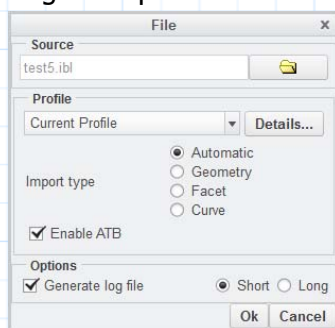 File x
Source
test5.ibl
Profile
Current Profile Details...
Automatic
Geometry
Import type
Facet
Curve
Enable ATB
Options
Generate log file Short Long
Ok Cancel